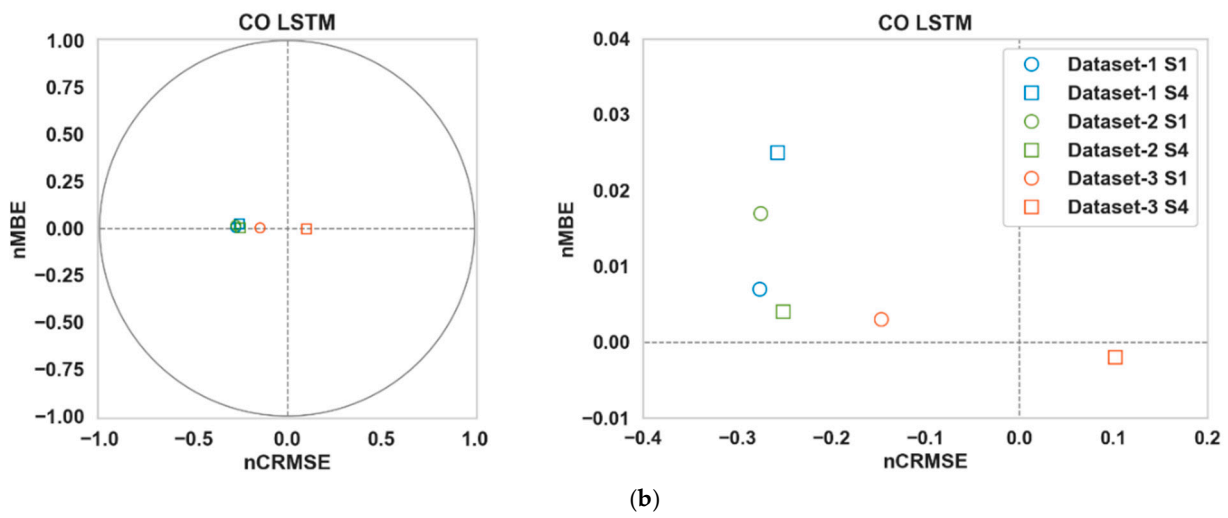 CO LSTM
1.00
0.75
0.50
0.25
0.00
−0.25
−0.50
−0.75
−1.00
nMBE
−1.0
−0.5
0.0
0.5
1.0
nCRMSE
CO LSTM
0.04
0.03
0.02
0.01
0.00
−0.01
nMBE
−0.4
−0.3
−0.2
−0.1
0.0
0.1
0.2
nCRMSE
Dataset-1 S1
Dataset-1 S4
Dataset-2 S1
Dataset-2 S4
Dataset-3 S1
Dataset-3 S4
(b)